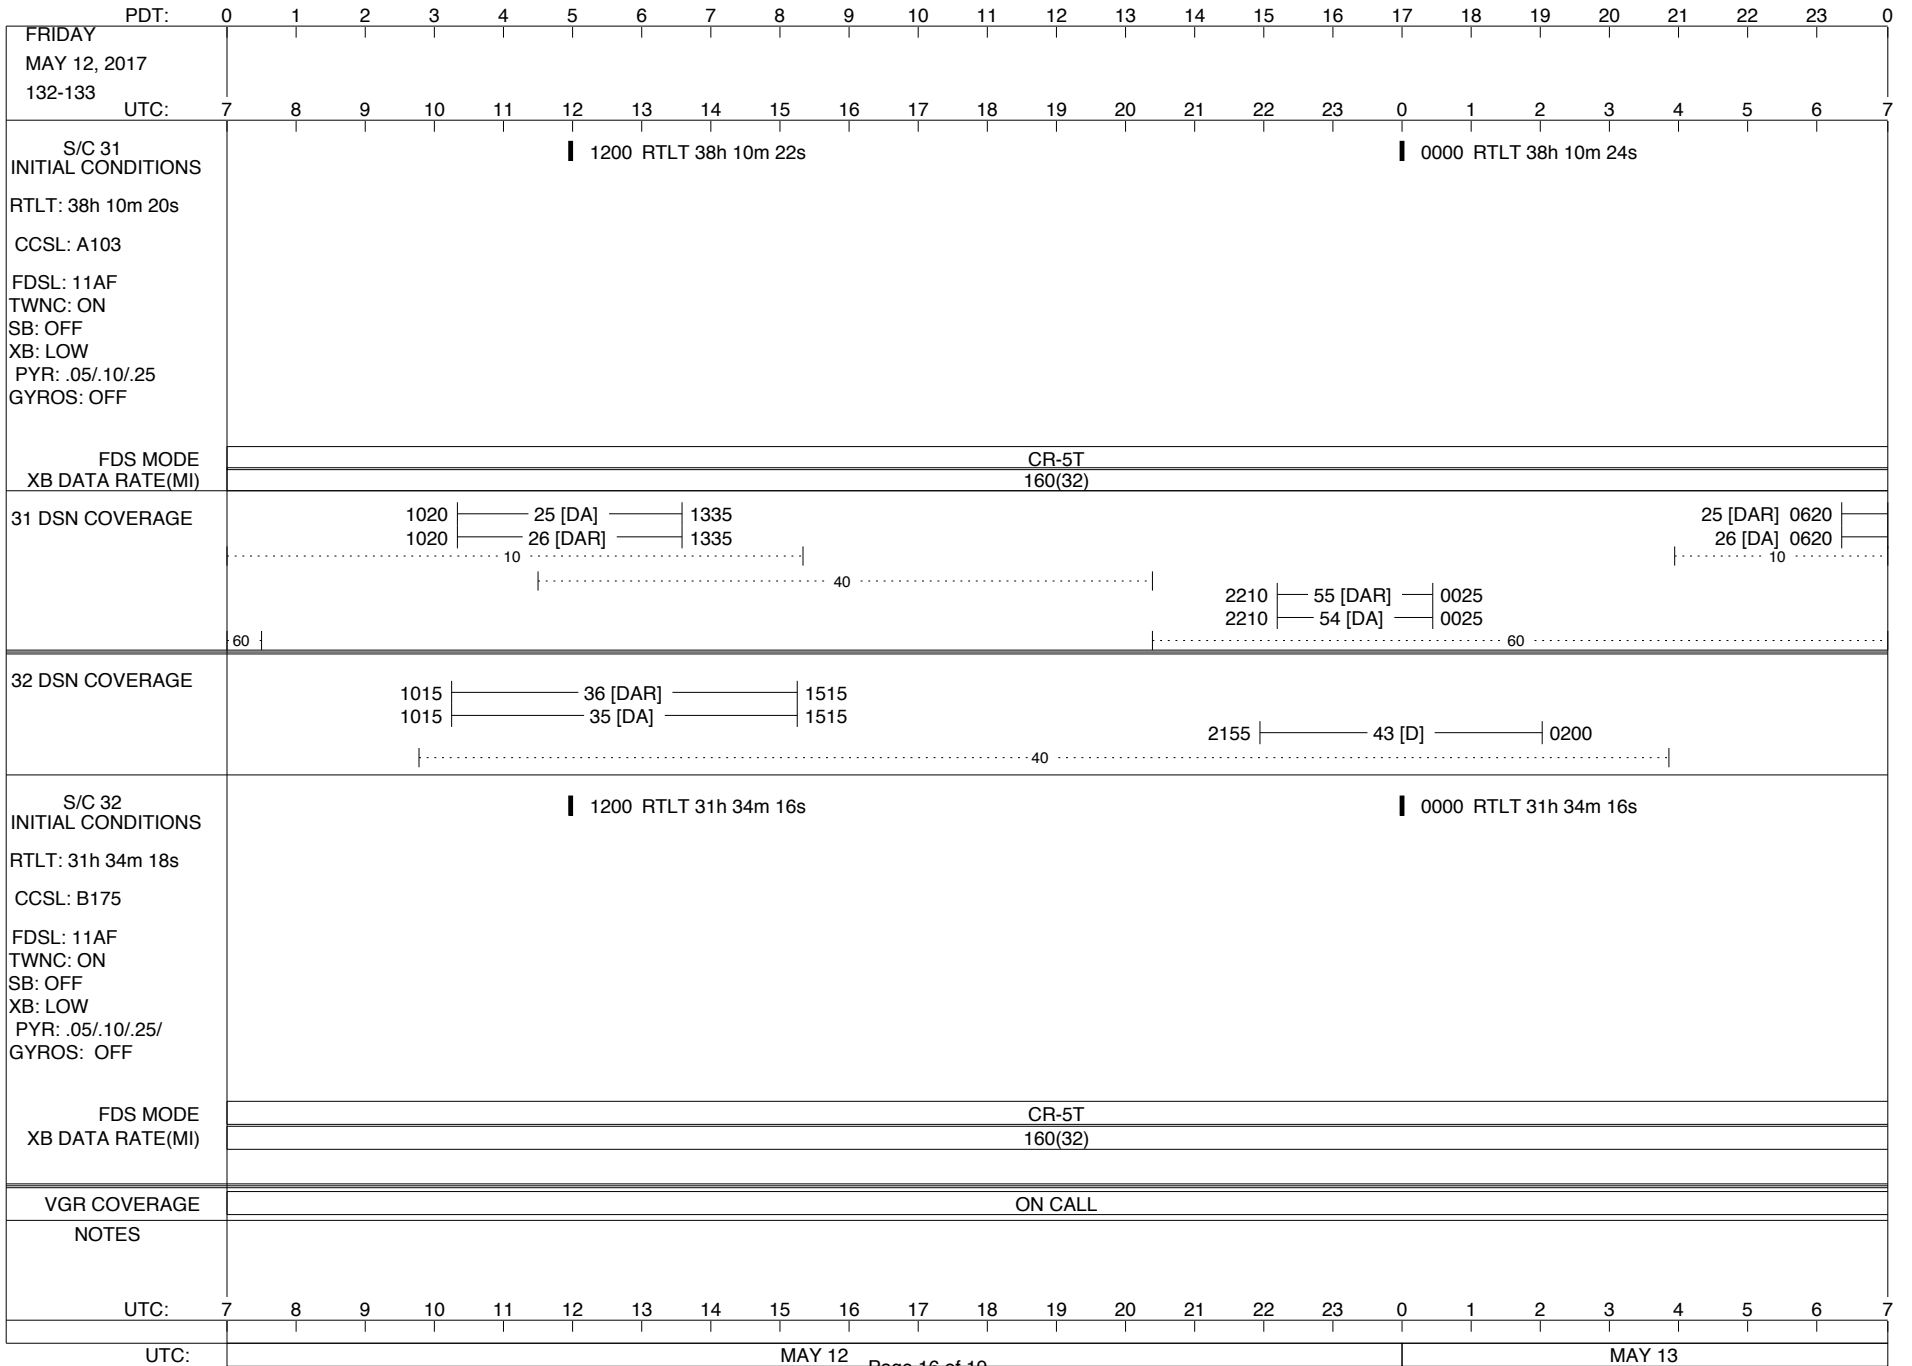 PDT: 0 1 2 3 4 5 6 7 8 9 10 11 12 13 14 15 16 17 18 19 20 21 22 23 0
FRIDAY
MAY 12, 2017
132-133
UTC: 7 8 9 10 11 12 13 14 15 16 17 18 19 20 21 22 23 0 1 2 3 4 5 6 7
S/C 31
INITIAL CONDITIONS
1200 RTLT 38h 10m 22s
0000 RTLT 38h 10m 24s
RTLT: 38h 10m 20s
CCSL: A103
FDSL: 11AF
TWNC: ON
SB: OFF
XB: LOW
PYR: .05/.10/.25
GYROS: OFF
FDS MODE CR-5T
XB DATA RATE(MI) 160(32)
31 DSN COVERAGE
1020 25 [DA] 1335
25 [DAR] 0620
1020 26 [DAR] 1335
26 [DA] 0620
10
10
40
2210 55 [DAR] 0025
2210 54 [DA] 0025
60
60
32 DSN COVERAGE
1015 36 [DAR] 1515
1015 35 [DA] 1515
2155 43 [D] 0200
40
S/C 32
INITIAL CONDITIONS
1200 RTLT 31h 34m 16s
0000 RTLT 31h 34m 16s
RTLT: 31h 34m 18s
CCSL: B175
FDSL: 11AF
TWNC: ON
SB: OFF
XB: LOW
PYR: .05/.10/.25/
GYROS: OFF
FDS MODE CR-5T
XB DATA RATE(MI) 160(32)
VGR COVERAGE ON CALL
NOTES
UTC: 7 8 9 10 11 12 13 14 15 16 17 18 19 20 21 22 23 0 1 2 3 4 5 6 7
UTC: MAY 12 MAY 13
Page 16 of 19